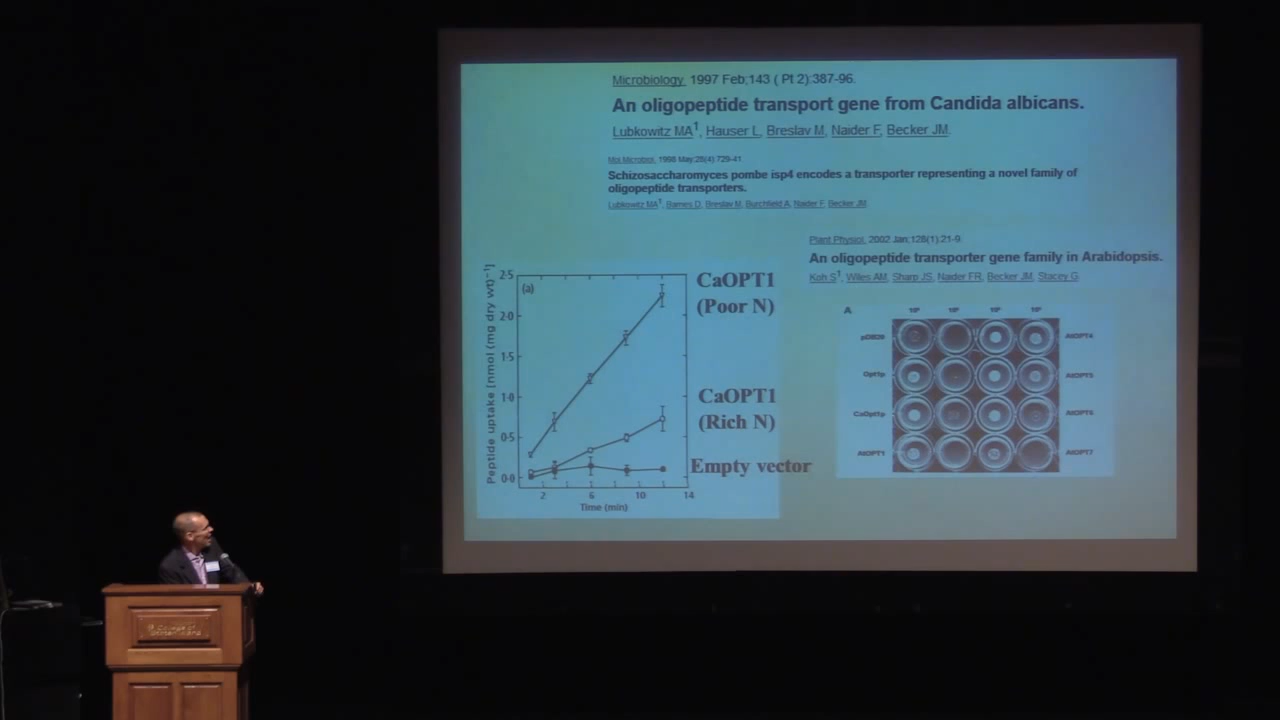 Microbiology. 1997 Feb;143 ( Pt 2):387-96.
An oligopeptide transport gene from Candida albicans.
Lubkowitz MA1, Hauser L, Breslav M, Naider F, Becker JM.
Mol Microbiol. 1998 May;28(4):729-41
Schizosaccharomyces pombe isp4 encodes a transporter representing a novel family of
oligopeptide transporters.
Lubkowitz MA1, Barnes D, Breslav M, Burchfield A, Naider F, Becker JM
Plant Physiol. 2002 Jan;128(1):21-9.
An oligopeptide transporter gene family in Arabidopsis.
Koh S1, Wiles AM, Sharp JS, Naider FR, Becker JM, Stacey G.
Peptide uptake [nmol (mg dry wt)−1]
(a)
2·5
2·0
1·5
1·0
0·5
0·0
2 6 10 14
Time (min)
CaOPT1
(Poor N)
CaOPT1
(Rich N)
Empty vector
A
pDB20 AtOPT4
Opt1p AtOPT5
CaOpt1p AtOPT6
AtOPT1 AtOPT7